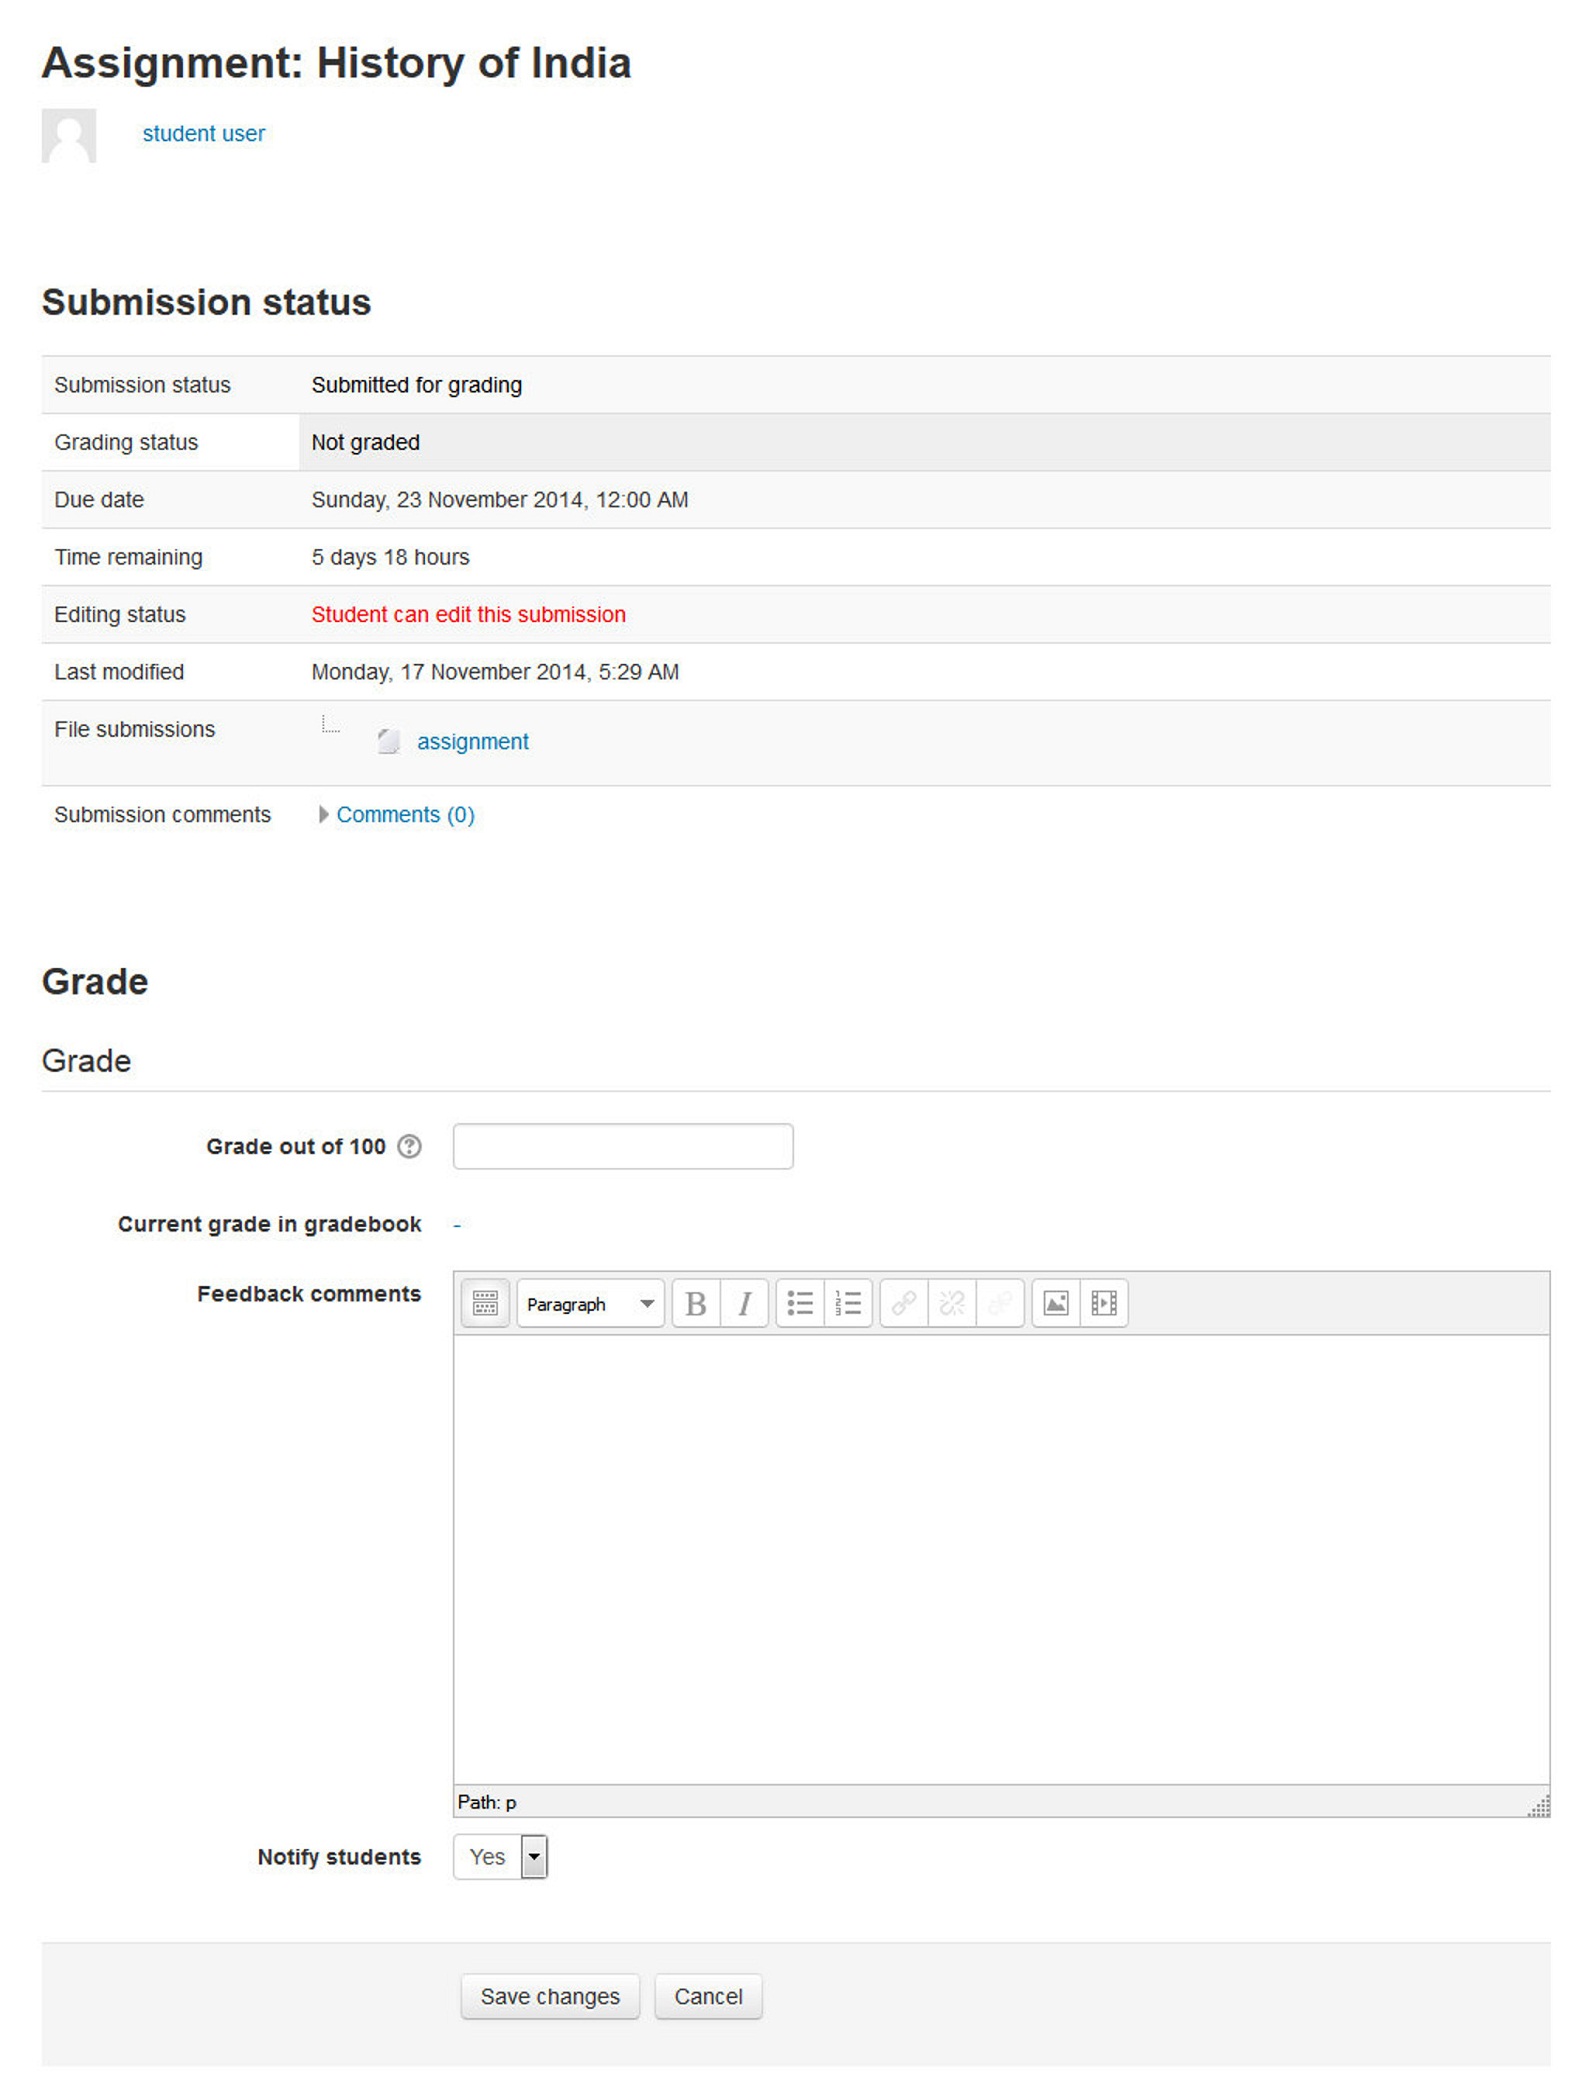 Assignment: History of India
student user
Submission status
Submission status Submitted for grading
Grading status Not graded
Due date Sunday, 23 November 2014, 12:00 AM
Time remaining 5 days 18 hours
Editing status Student can edit this submission
Last modified Monday, 17 November 2014, 5:29 AM
File submissions assignment
Submission comments Comments (0)
Grade
Grade
Grade out of 100
Current grade in gradebook -
Feedback comments Paragraph B I
Path: p
Notify students Yes
Save changes Cancel